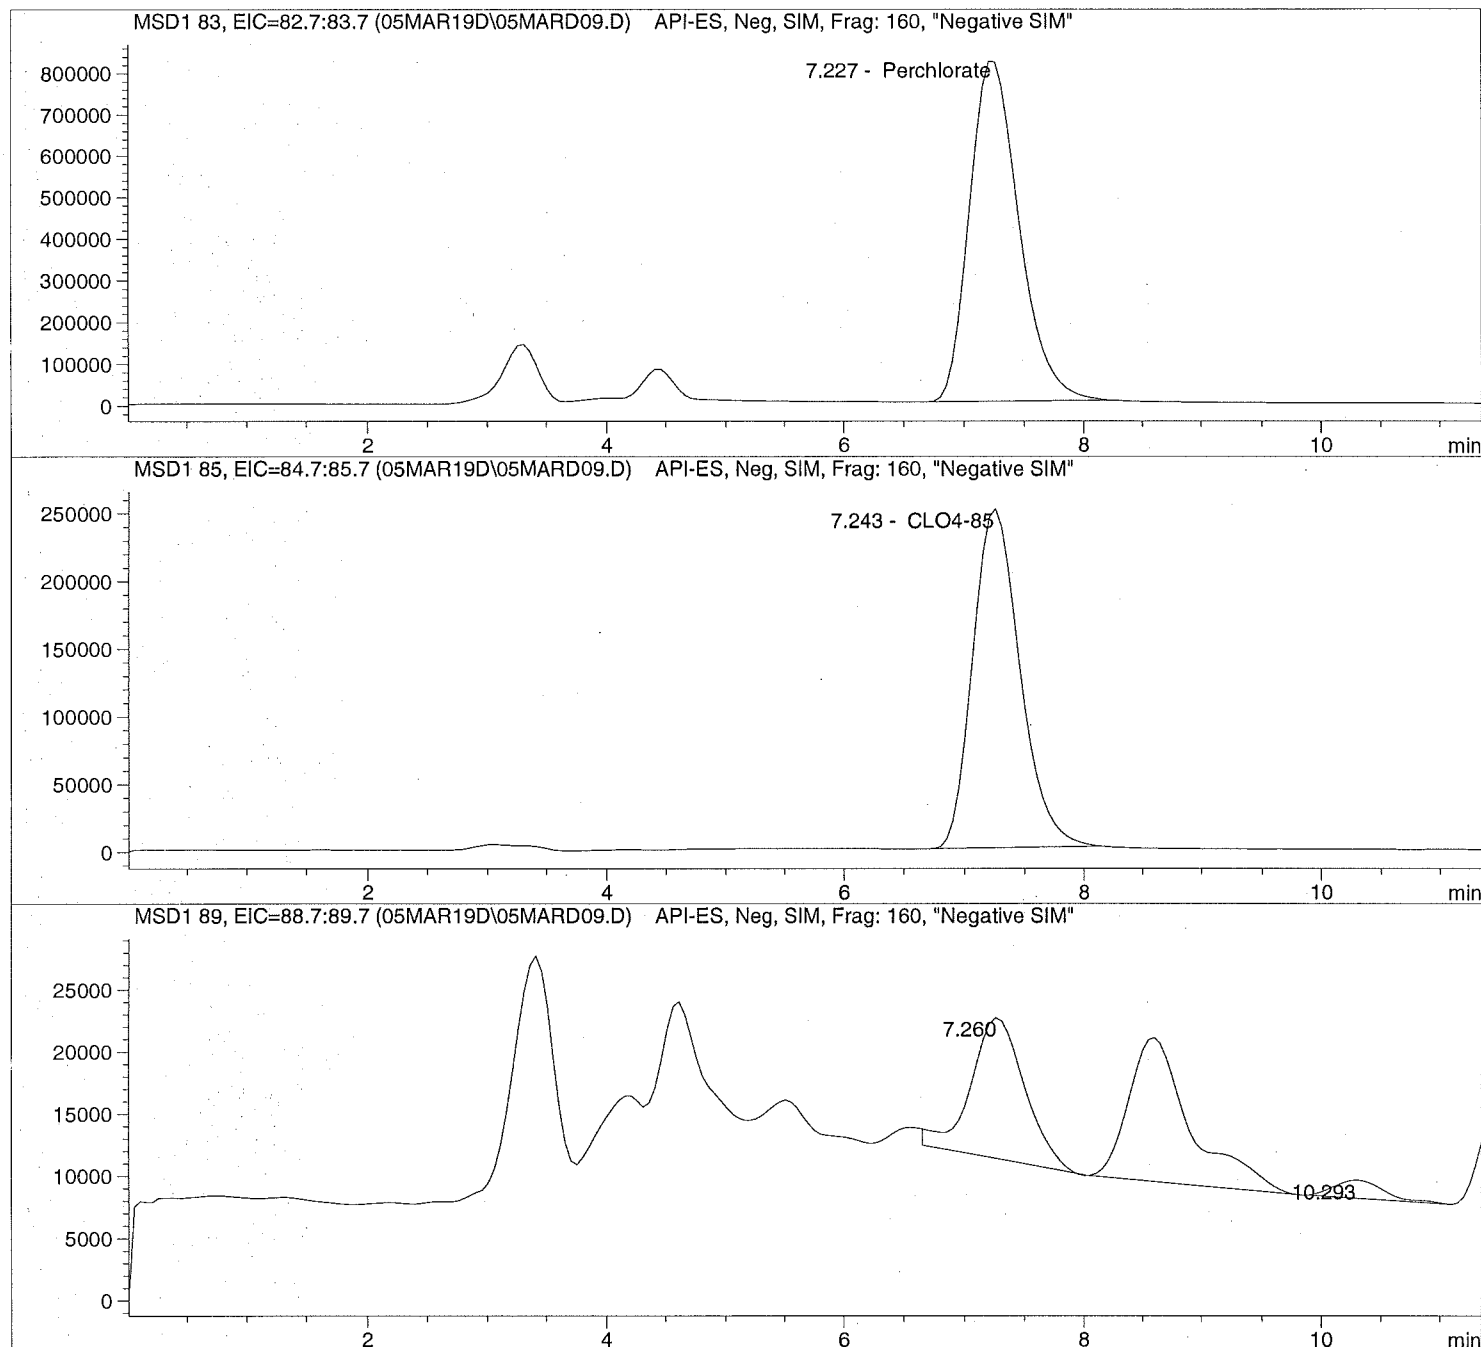 MSD1 83, EIC=82.7:83.7 (05MAR19D\05MARD09.D) API-ES, Neg, SIM, Frag: 160, "Negative SIM"
7.227 - Perchlorate
800000
700000
600000
500000
400000
300000
200000
100000
0
2 4 6 8 10 min
MSD1 85, EIC=84.7:85.7 (05MAR19D\05MARD09.D) API-ES, Neg, SIM, Frag: 160, "Negative SIM"
7.243 - CLO4-85
250000
200000
150000
100000
50000
0
2 4 6 8 10 min
MSD1 89, EIC=88.7:89.7 (05MAR19D\05MARD09.D) API-ES, Neg, SIM, Frag: 160, "Negative SIM"
25000
7.260
20000
15000
10000
10.293
5000
0
2 4 6 8 10 min